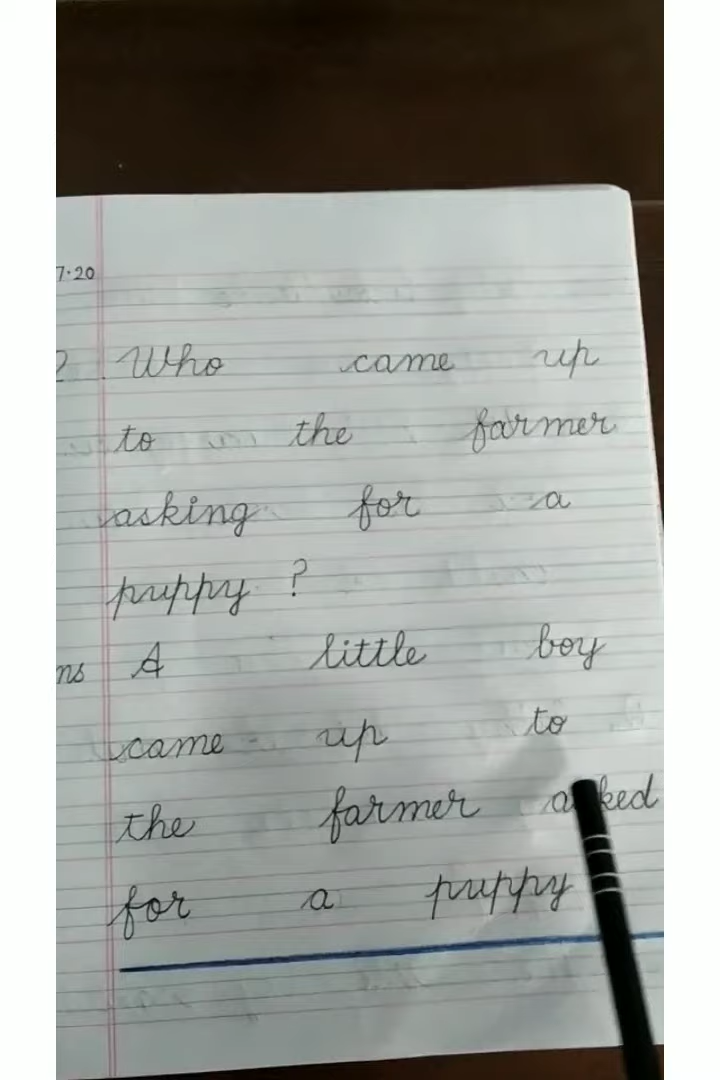 7.20
Who came up
to the farmer
asking for a
puppy ?
ns A little boy
came up to
the farmer asked
for a puppy